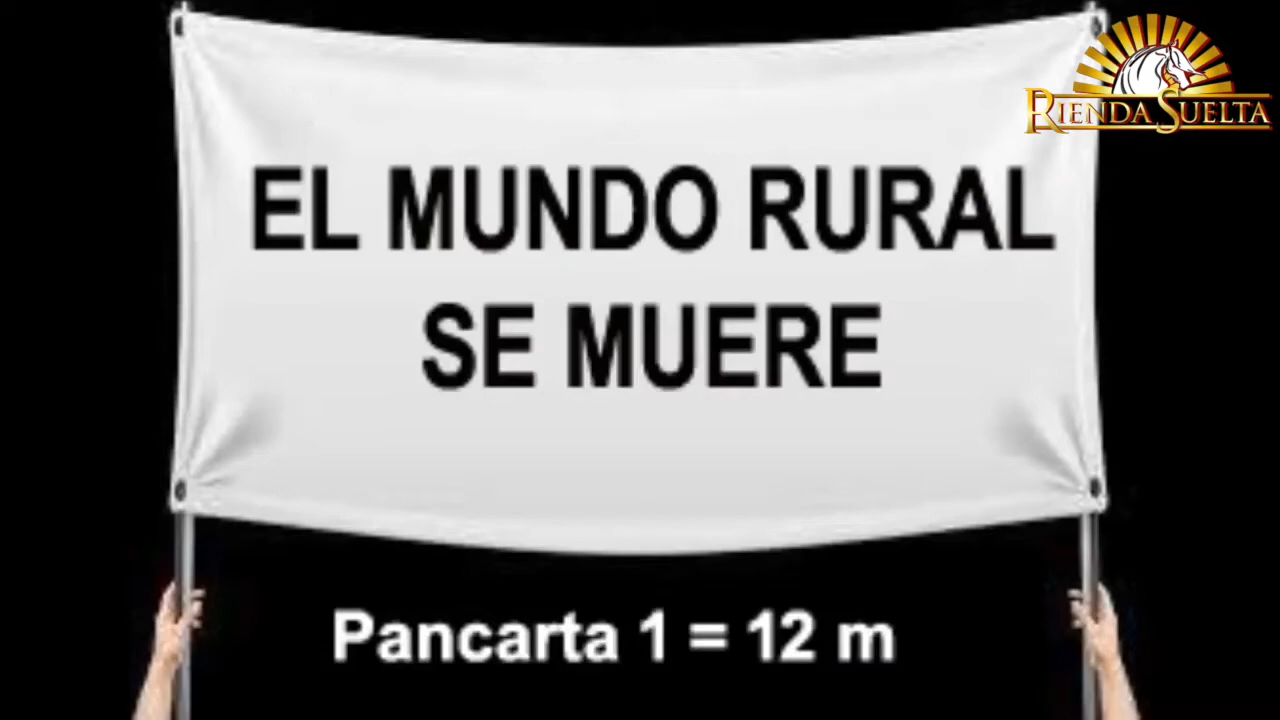 RIENDA SUELTA
EL MUNDO RURAL
SE MUERE
Pancarta 1 = 12 m